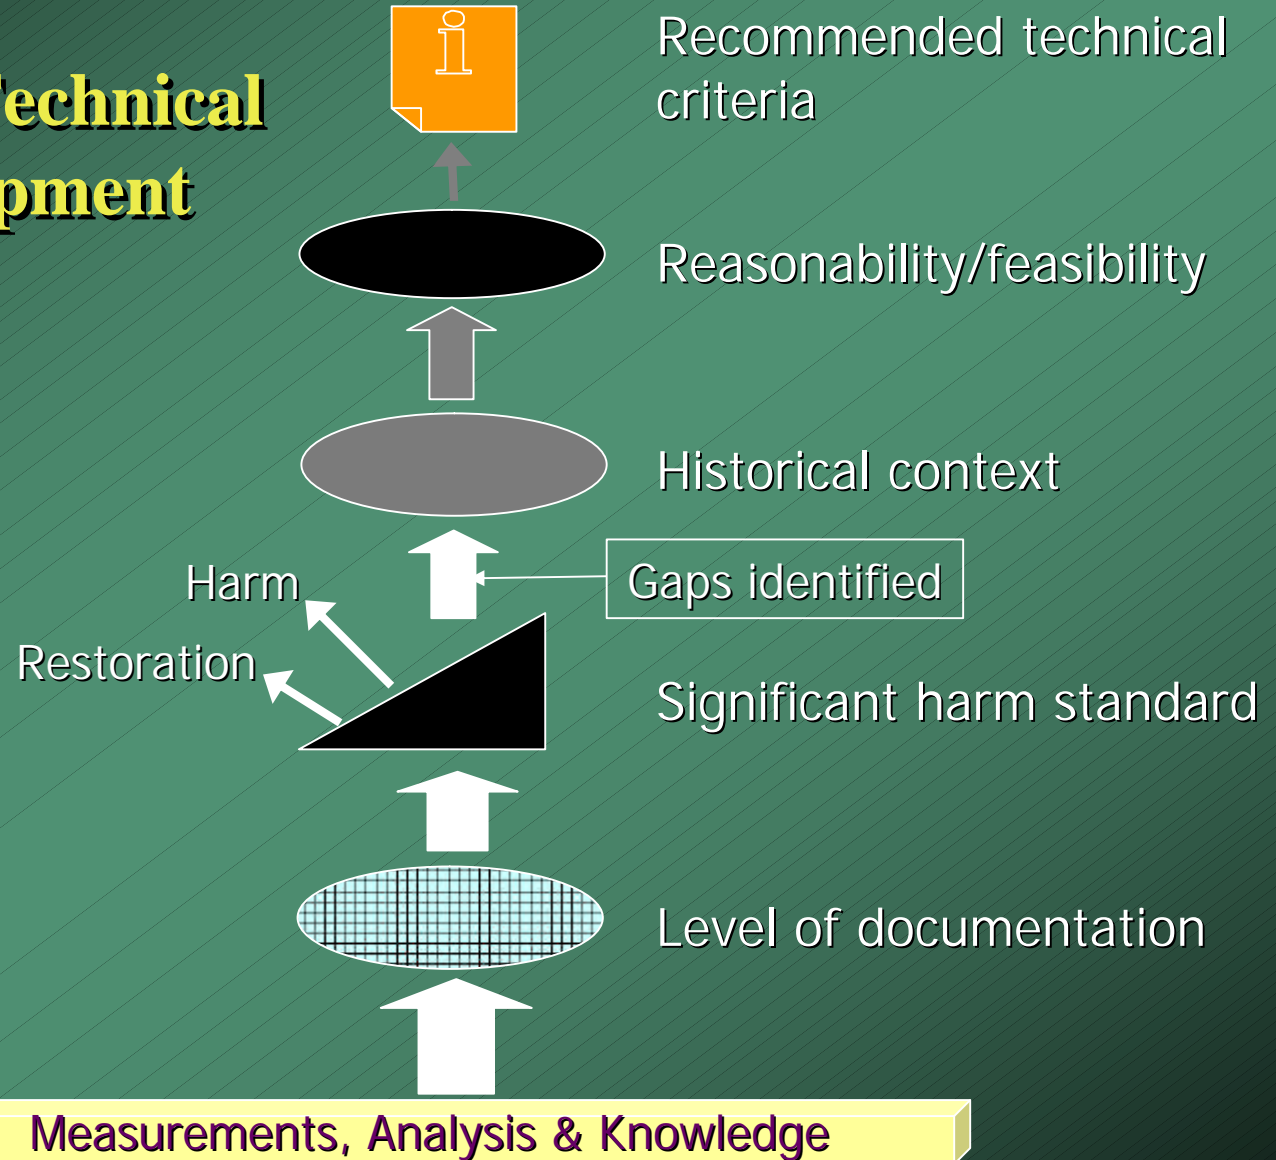 Technical
pment
i
Recommended technical
criteria
Reasonability/feasibility
Historical context
Gaps identified
Harm
Restoration
Significant harm standard
Level of documentation
Measurements, Analysis & Knowledge